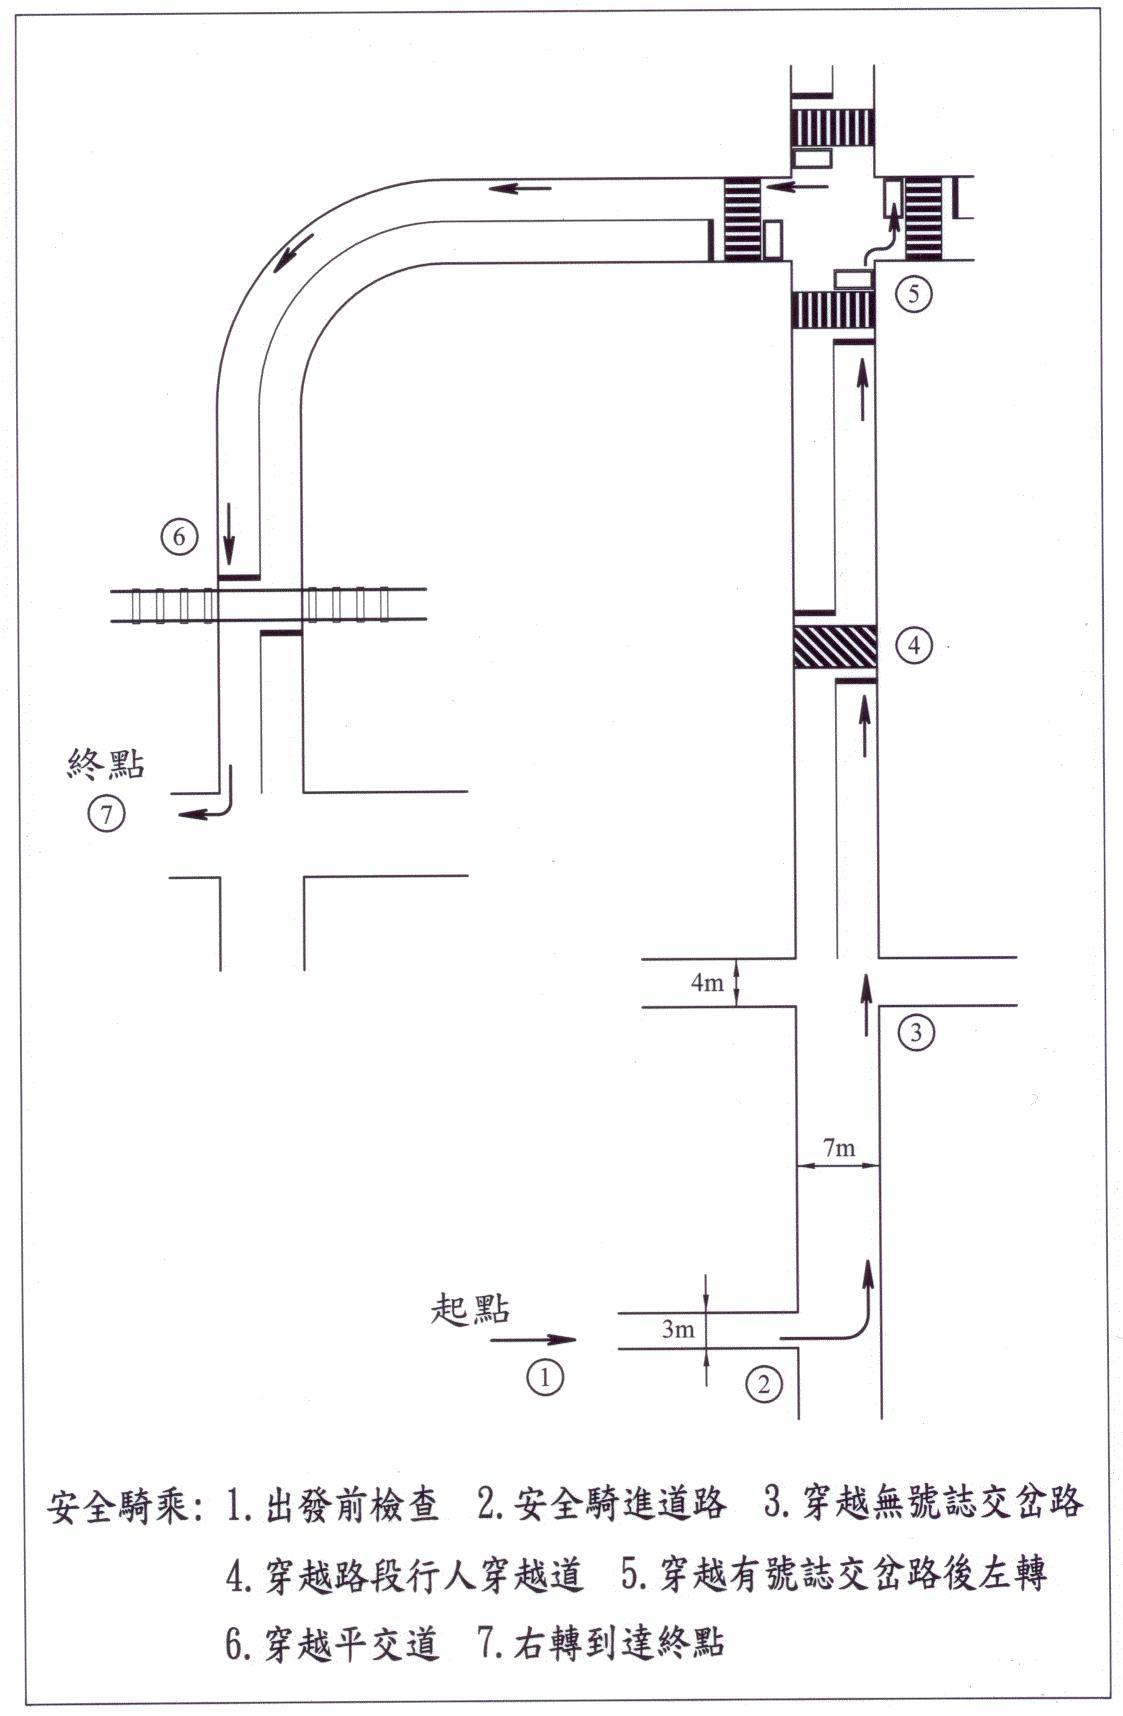 ⑤
⑥
④
終點
⑦
4m
③
7m
起點
3m
①
②
安全騎乘: 1.出發前檢查 2.安全騎進道路 3.穿越無號誌交岔路
4.穿越路段行人穿越道 5.穿越有號誌交岔路後左轉
6.穿越平交道 7.右轉到達終點